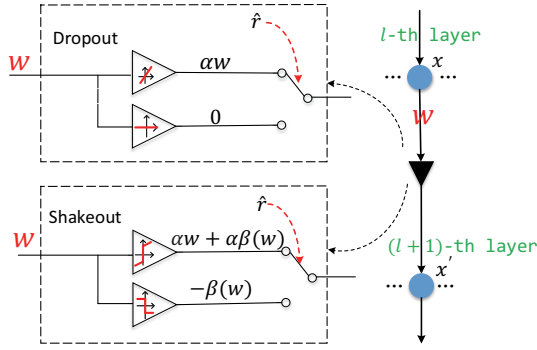 Dropout
r̂
w
αw
0
Shakeout
r̂
w
αw + αβ(w)
−β(w)
l-th layer
x
... ...
w
(l + 1)-th layer
x′
... ...